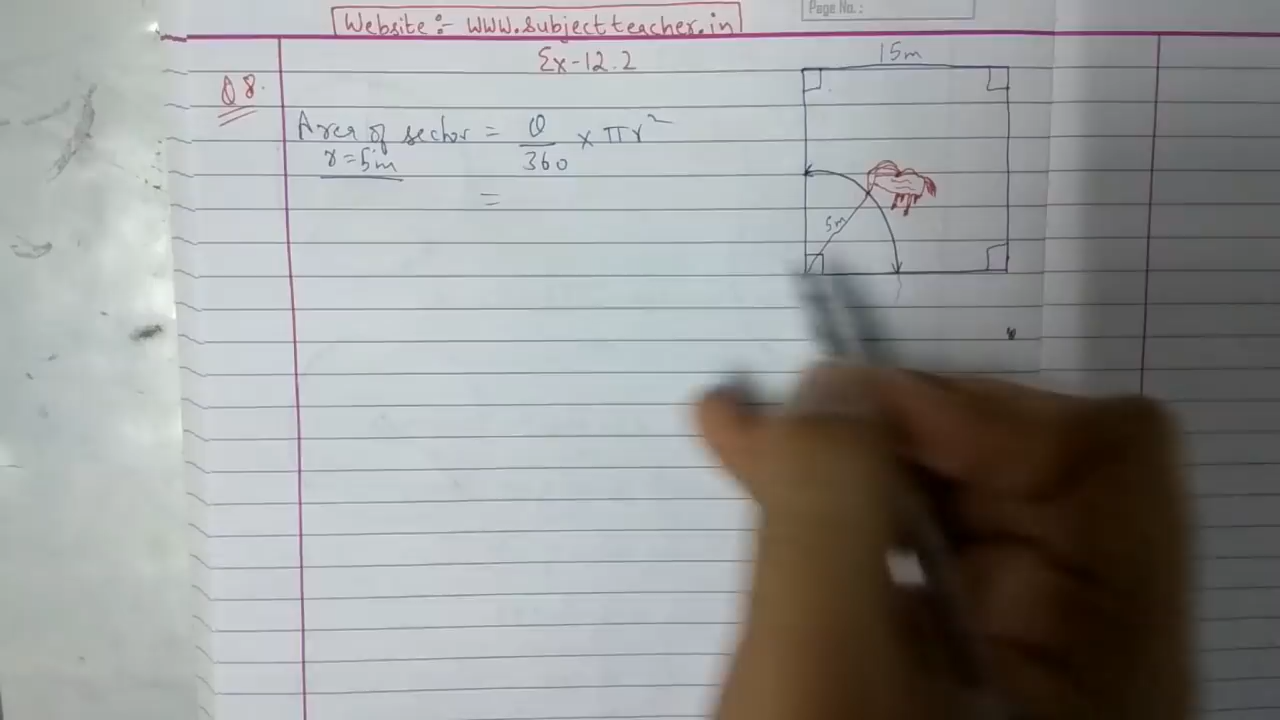 Page No. :
Website :- www.subjectteacher.in
Ex-12.2
15m
Q8.
Area of sector = θ/360 × πr²
r = 5m
=
5m